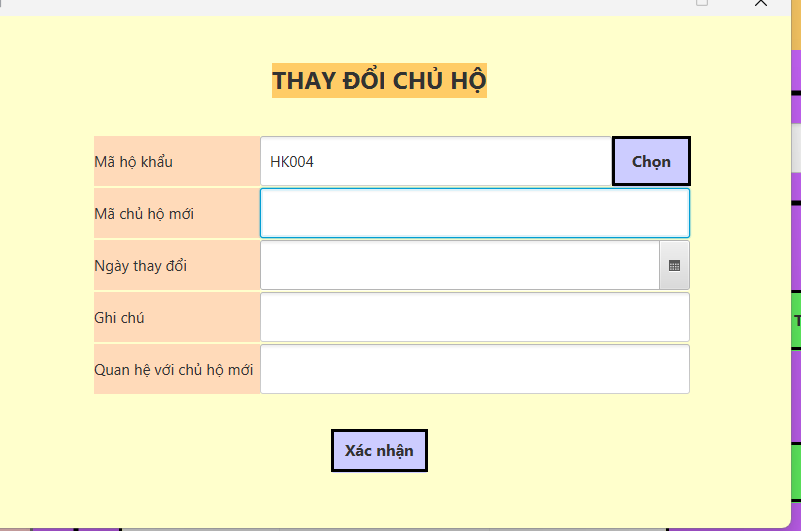 THAY ĐỔI CHỦ HỘ
Mã hộ khẩu HK004 Chọn
Mã chủ hộ mới
Ngày thay đổi
Ghi chú
Quan hệ với chủ hộ mới
Xác nhận